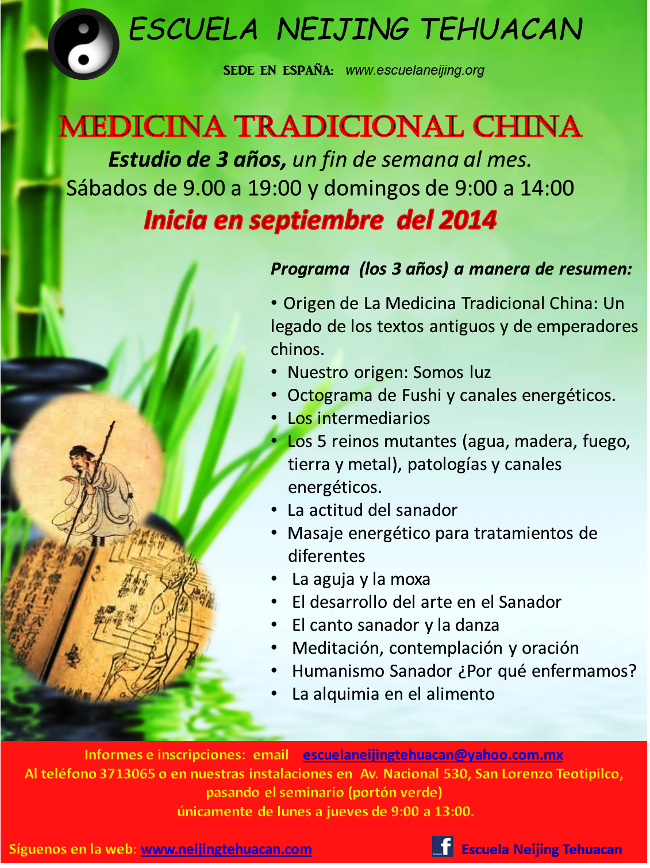 ESCUELA NEIJING TEHUACAN
SEDE EN ESPAÑA: www.escuelaneijing.org
MEDICINA TRADICIONAL CHINA
Estudio de 3 años, un fin de semana al mes.
Sábados de 9.00 a 19:00 y domingos de 9:00 a 14:00
Inicia en septiembre del 2014
Programa (los 3 años) a manera de resumen:
• Origen de La Medicina Tradicional China: Un
legado de los textos antiguos y de emperadores
chinos.
• Nuestro origen: Somos luz
• Octograma de Fushi y canales energéticos.
• Los intermediarios
• Los 5 reinos mutantes (agua, madera, fuego,
tierra y metal), patologías y canales
energéticos.
• La actitud del sanador
• Masaje energético para tratamientos de
diferentes
• La aguja y la moxa
• El desarrollo del arte en el Sanador
• El canto sanador y la danza
• Meditación, contemplación y oración
• Humanismo Sanador ¿Por qué enfermamos?
• La alquimia en el alimento
Informes e inscripciones: email escuelaneijingtehuacan@yahoo.com.mx
Al teléfono 3713065 o en nuestras instalaciones en Av. Nacional 530, San Lorenzo Teotipilco,
pasando el seminario (portón verde)
únicamente de lunes a jueves de 9:00 a 13:00.
Síguenos en la web: www.neijingtehuacan.com f Escuela Neijing Tehuacan